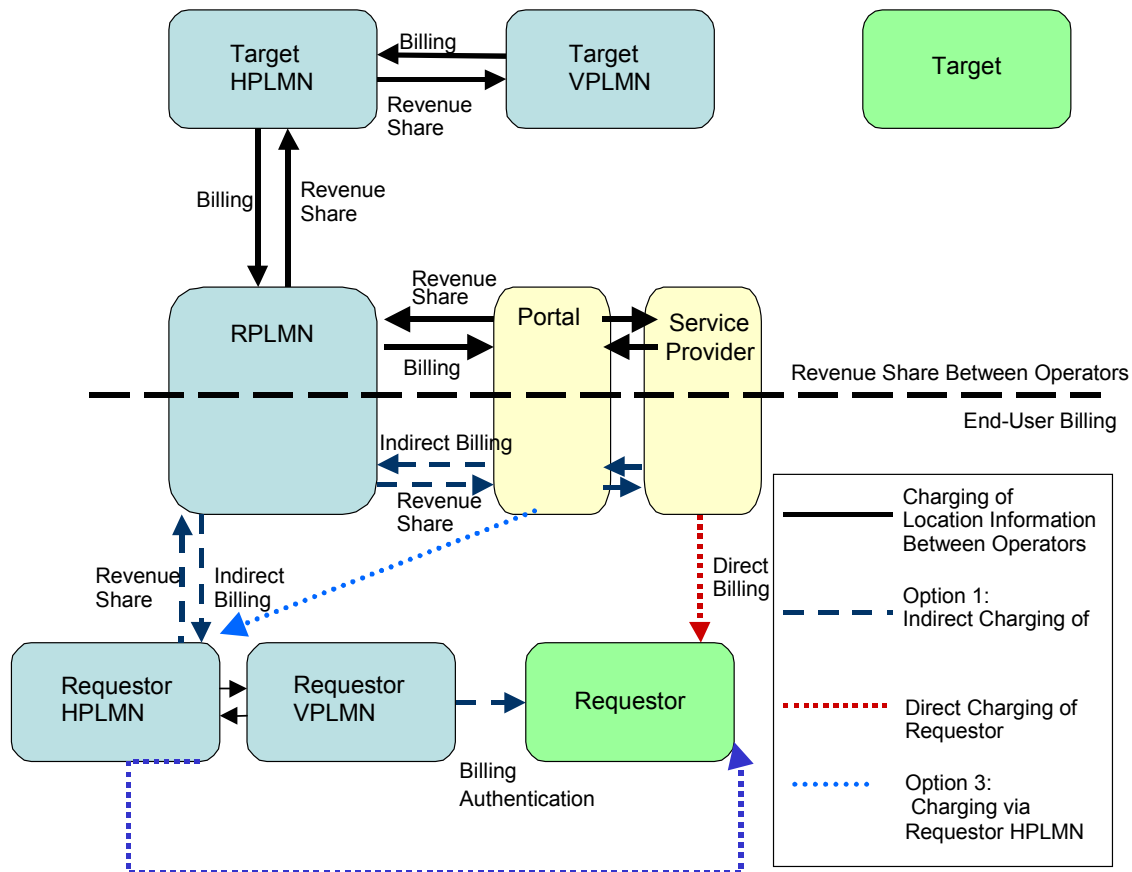 Target
HPLMN
Billing
Revenue
Share
Target
VPLMN
Target
Billing
Revenue
Share
RPLMN
Revenue
Share
Billing
Portal
Service
Provider
Revenue Share Between Operators
End-User Billing
Indirect Billing
Revenue
Share
Revenue
Share
Indirect
Billing
Direct
Billing
Requestor
HPLMN
Requestor
VPLMN
Requestor
Billing
Authentication
Charging of
Location Information
Between Operators
Option 1:
Indirect Charging of
Direct Charging of
Requestor
Option 3:
Charging via
Requestor HPLMN